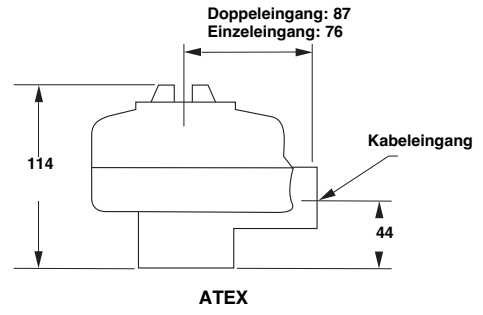 Doppeleingang: 87
Einzeleingang: 76
Kabeleingang
114
44
ATEX